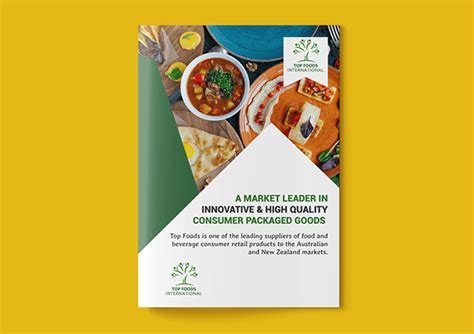 TOP FOODS
INTERNATIONAL
A MARKET LEADER IN
INNOVATIVE & HIGH QUALITY
CONSUMER PACKAGED GOODS
Top Foods is one of the leading suppliers of food and
beverage consumer retail products to the Australian
and New Zealand markets.
TOP FOODS
INTERNATIONAL